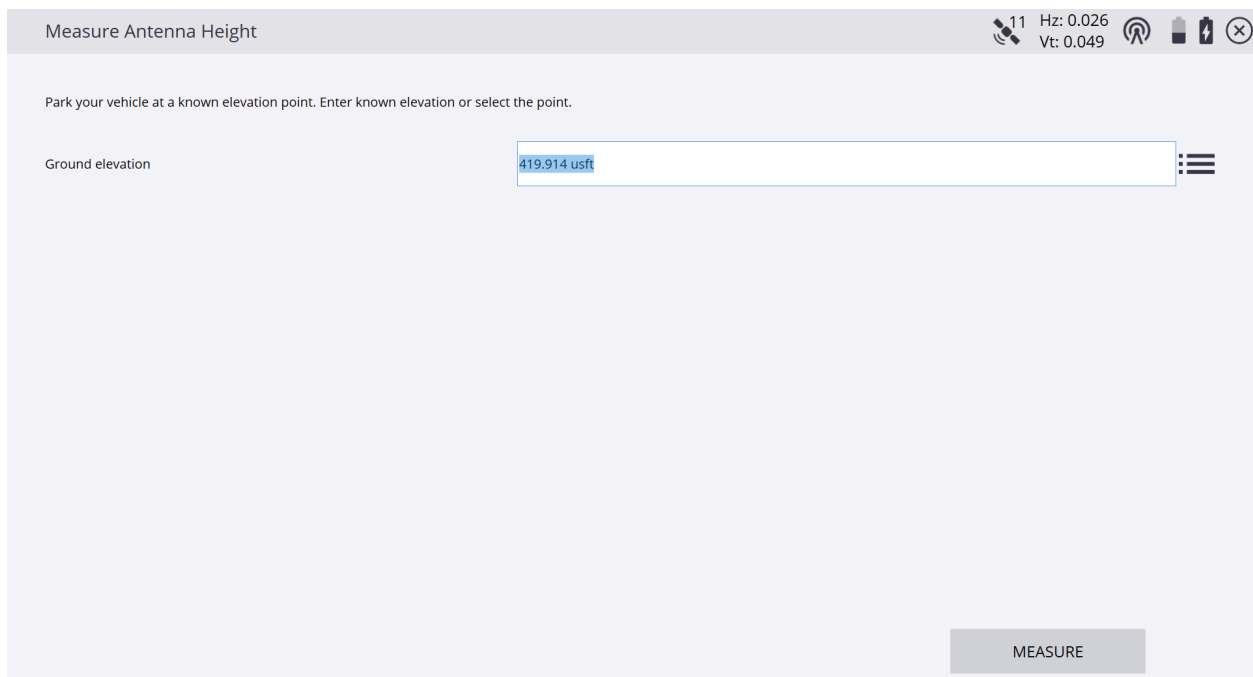 Measure Antenna Height
11
Hz: 0.026
Vt: 0.049
Park your vehicle at a known elevation point. Enter known elevation or select the point.
Ground elevation 419.914 usft
MEASURE